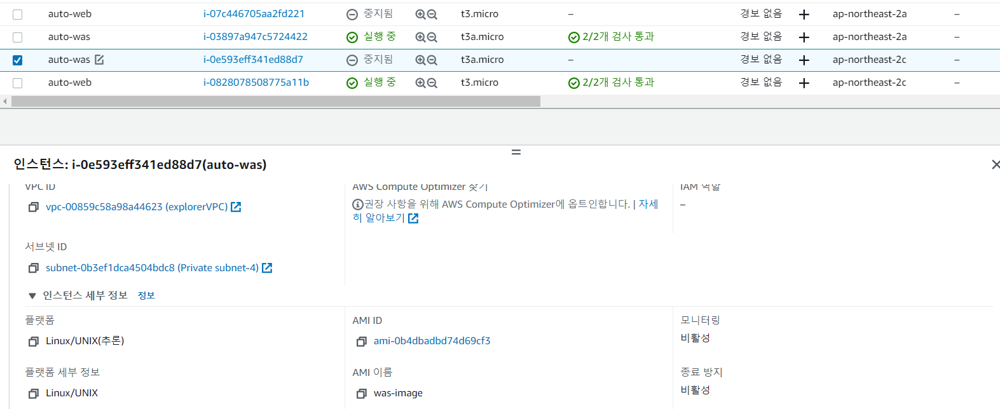 auto-web i-07c446705aa2fd221 중지됨 t3.micro – 경보 없음 + ap-northeast-2a –
auto-was i-03897a947c5724422 실행 중 t3a.micro 2/2개 검사 통과 경보 없음 + ap-northeast-2a –
auto-was i-0e593eff341ed88d7 중지됨 t3a.micro – 경보 없음 + ap-northeast-2c –
auto-web i-0828078508775a11b 실행 중 t3.micro 2/2개 검사 통과 경보 없음 + ap-northeast-2c –
인스턴스: i-0e593eff341ed88d7(auto-was)
VPC ID
vpc-00859c58a98a44623 (explorerVPC)
AWS Compute Optimizer 찾기
권장 사항을 위해 AWS Compute Optimizer에 옵트인합니다. | 자세
히 알아보기
IAM 역할
–
서브넷 ID
subnet-0b3ef1dca4504bdc8 (Private subnet-4)
인스턴스 세부 정보 정보
플랫폼
Linux/UNIX(추론)
AMI ID
ami-0b4dbadbd74d69cf3
모니터링
비활성
플랫폼 세부 정보
Linux/UNIX
AMI 이름
was-image
종료 방지
비활성